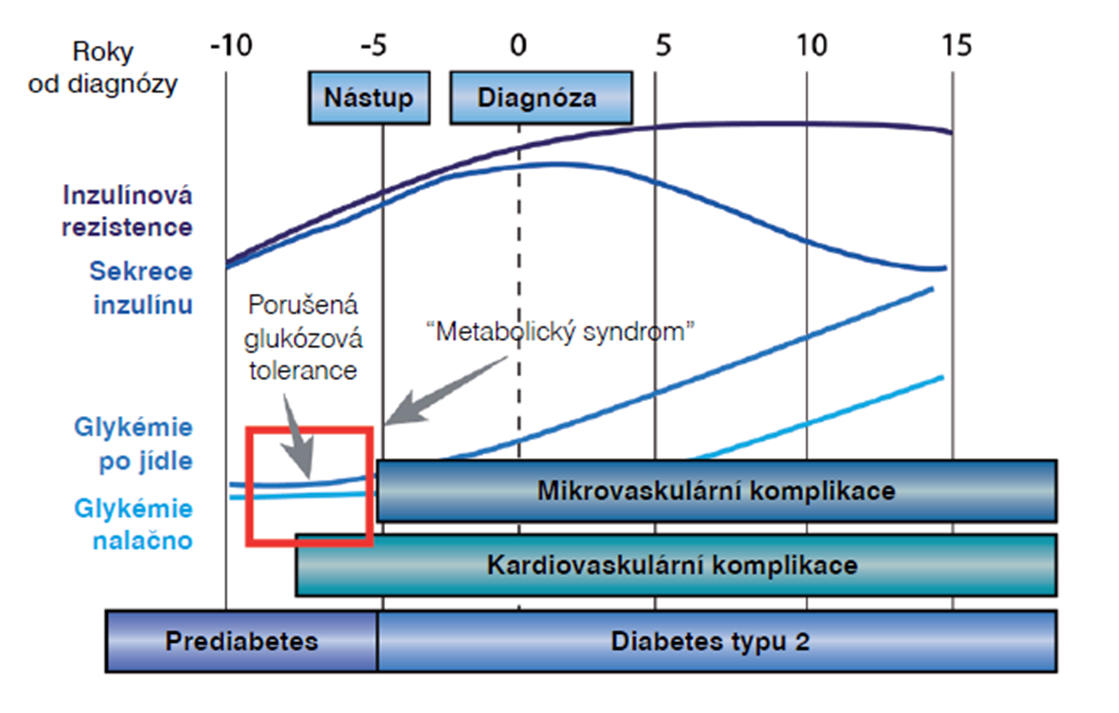 Roky
od diagnózy
-10 -5 0 5 10 15
Nástup
Diagnóza
Inzulínová
rezistence
Sekrece
inzulínu
Porušená
glukózová
tolerance
“Metabolický syndrom”
Glykémie
po jídle
Glykémie
nalačno
Mikrovaskulární komplikace
Kardiovaskulární komplikace
Prediabetes
Diabetes typu 2